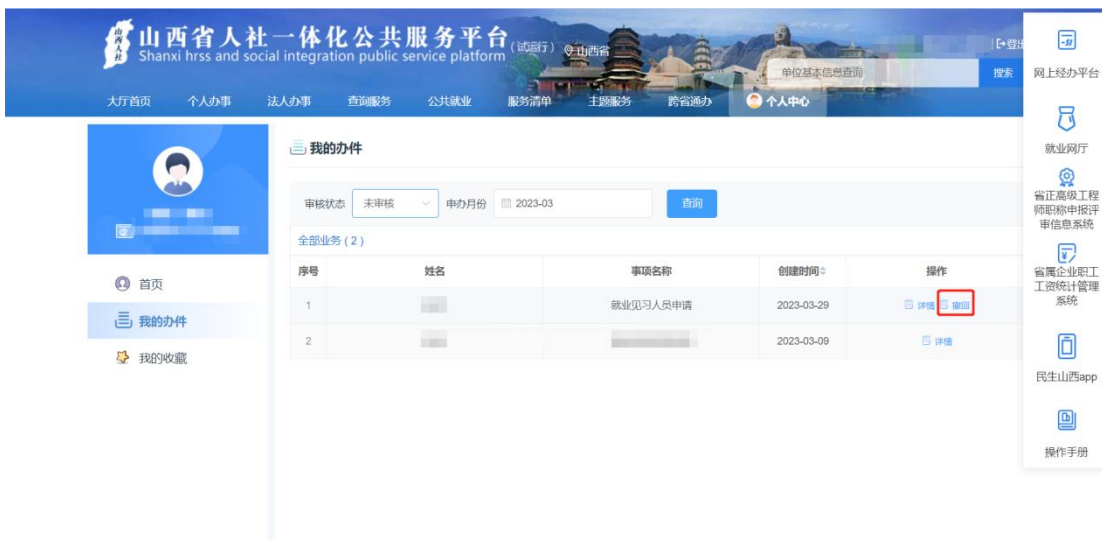 山西人社
山西省人社一体化公共服务平台(试运行) 山西省
Shanxi hrss and social integration public service platform
登出
单位基本信息查询 搜索
大厅首页 个人办事 法人办事 查询服务 公共就业 服务清单 主题服务 跨省通办 个人中心
首页
我的办件
我的收藏
我的办件
审核状态 未审核 申办月份 2023-03 查询
全部业务(2)
序号 姓名 事项名称 创建时间 操作
1 就业见习人员申请 2023-03-29 详情 撤回
2 2023-03-09 详情
网上经办平台
就业网厅
省正高级工程
师职称申报评
审信息系统
省属企业职工
工资统计管理
系统
民生山西app
操作手册